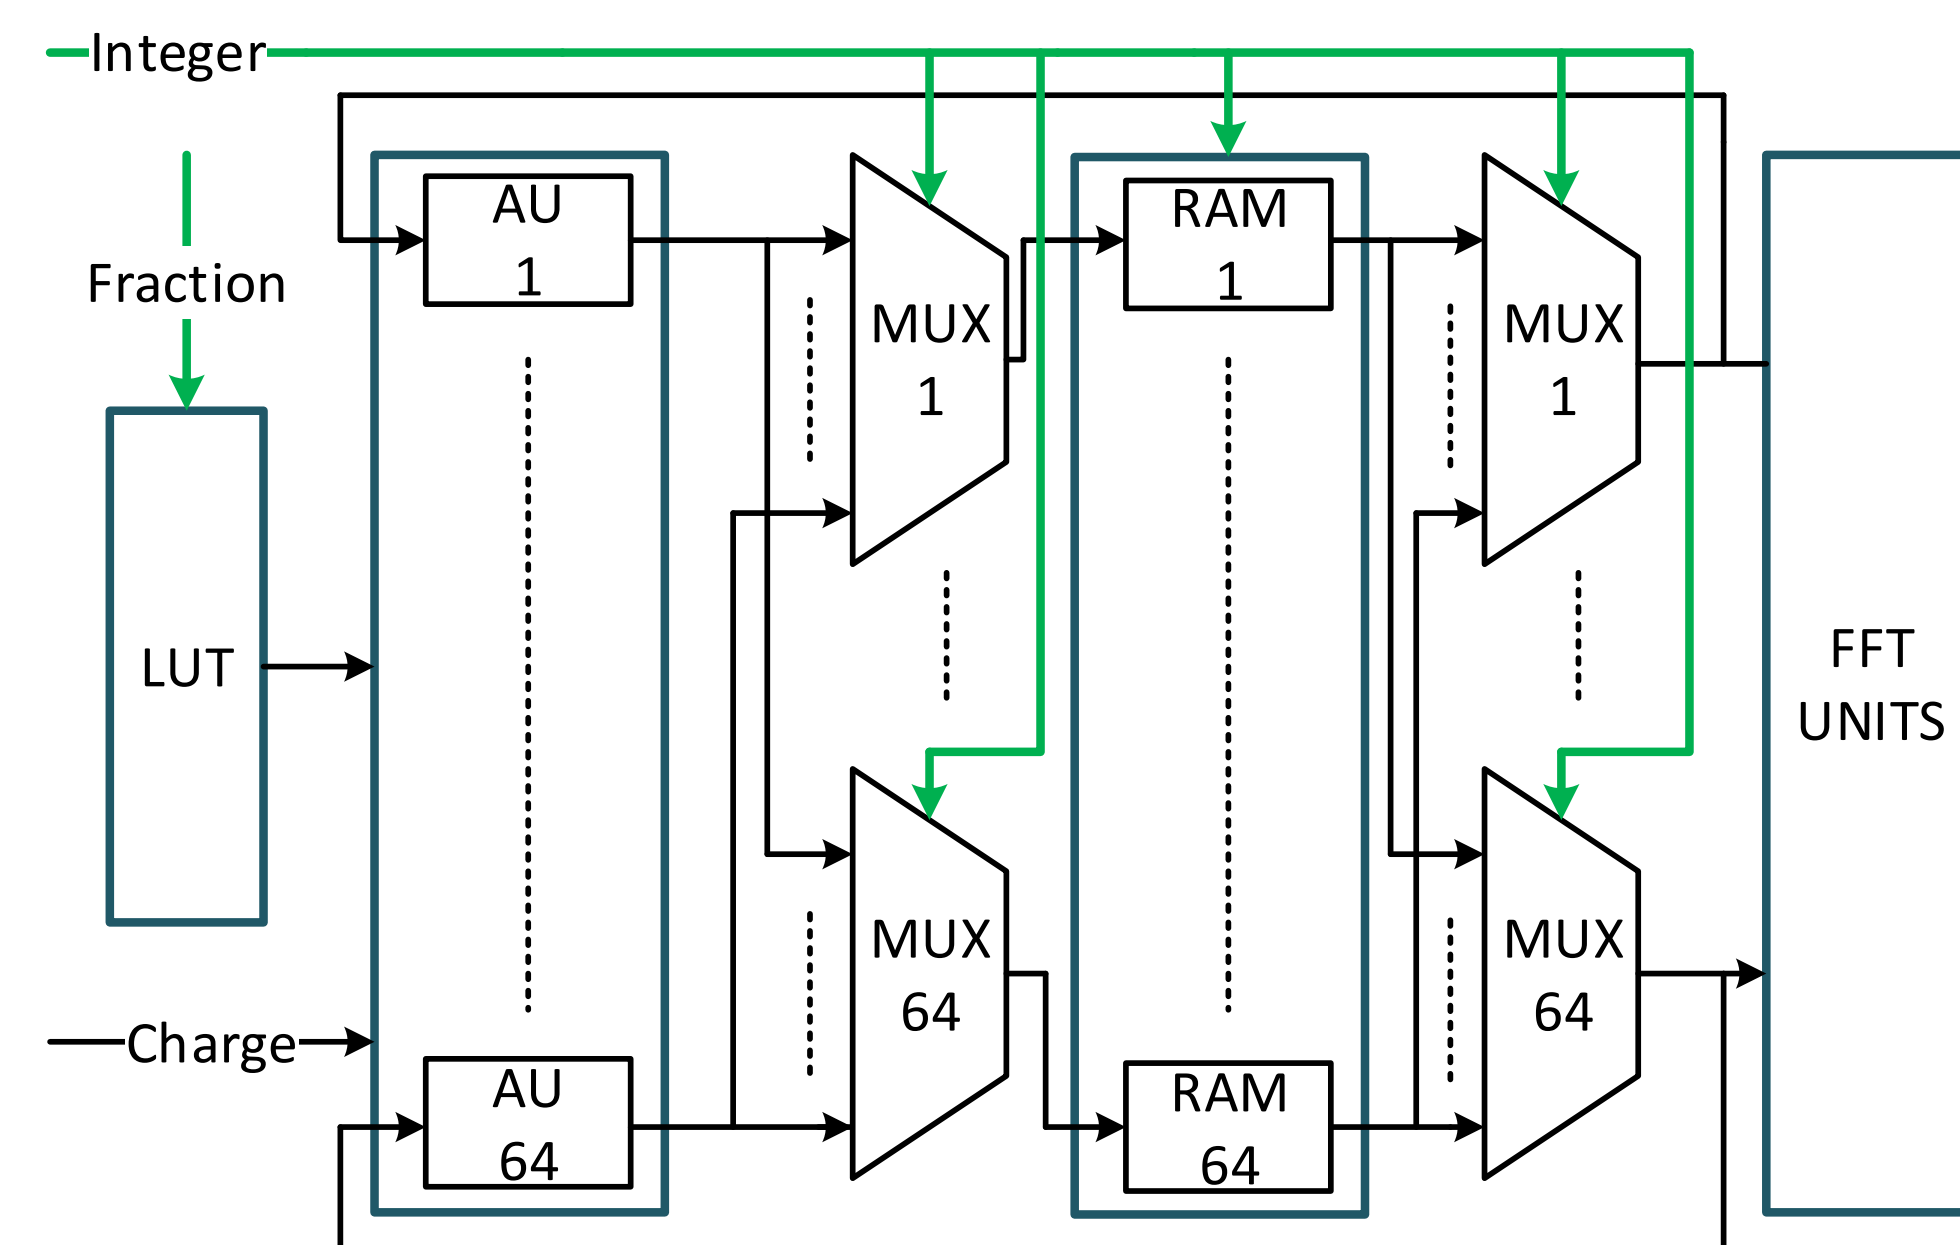 Integer
Fraction
LUT
Charge
AU
1
AU
64
MUX
1
MUX
64
RAM
1
RAM
64
MUX
1
MUX
64
FFT
UNITS